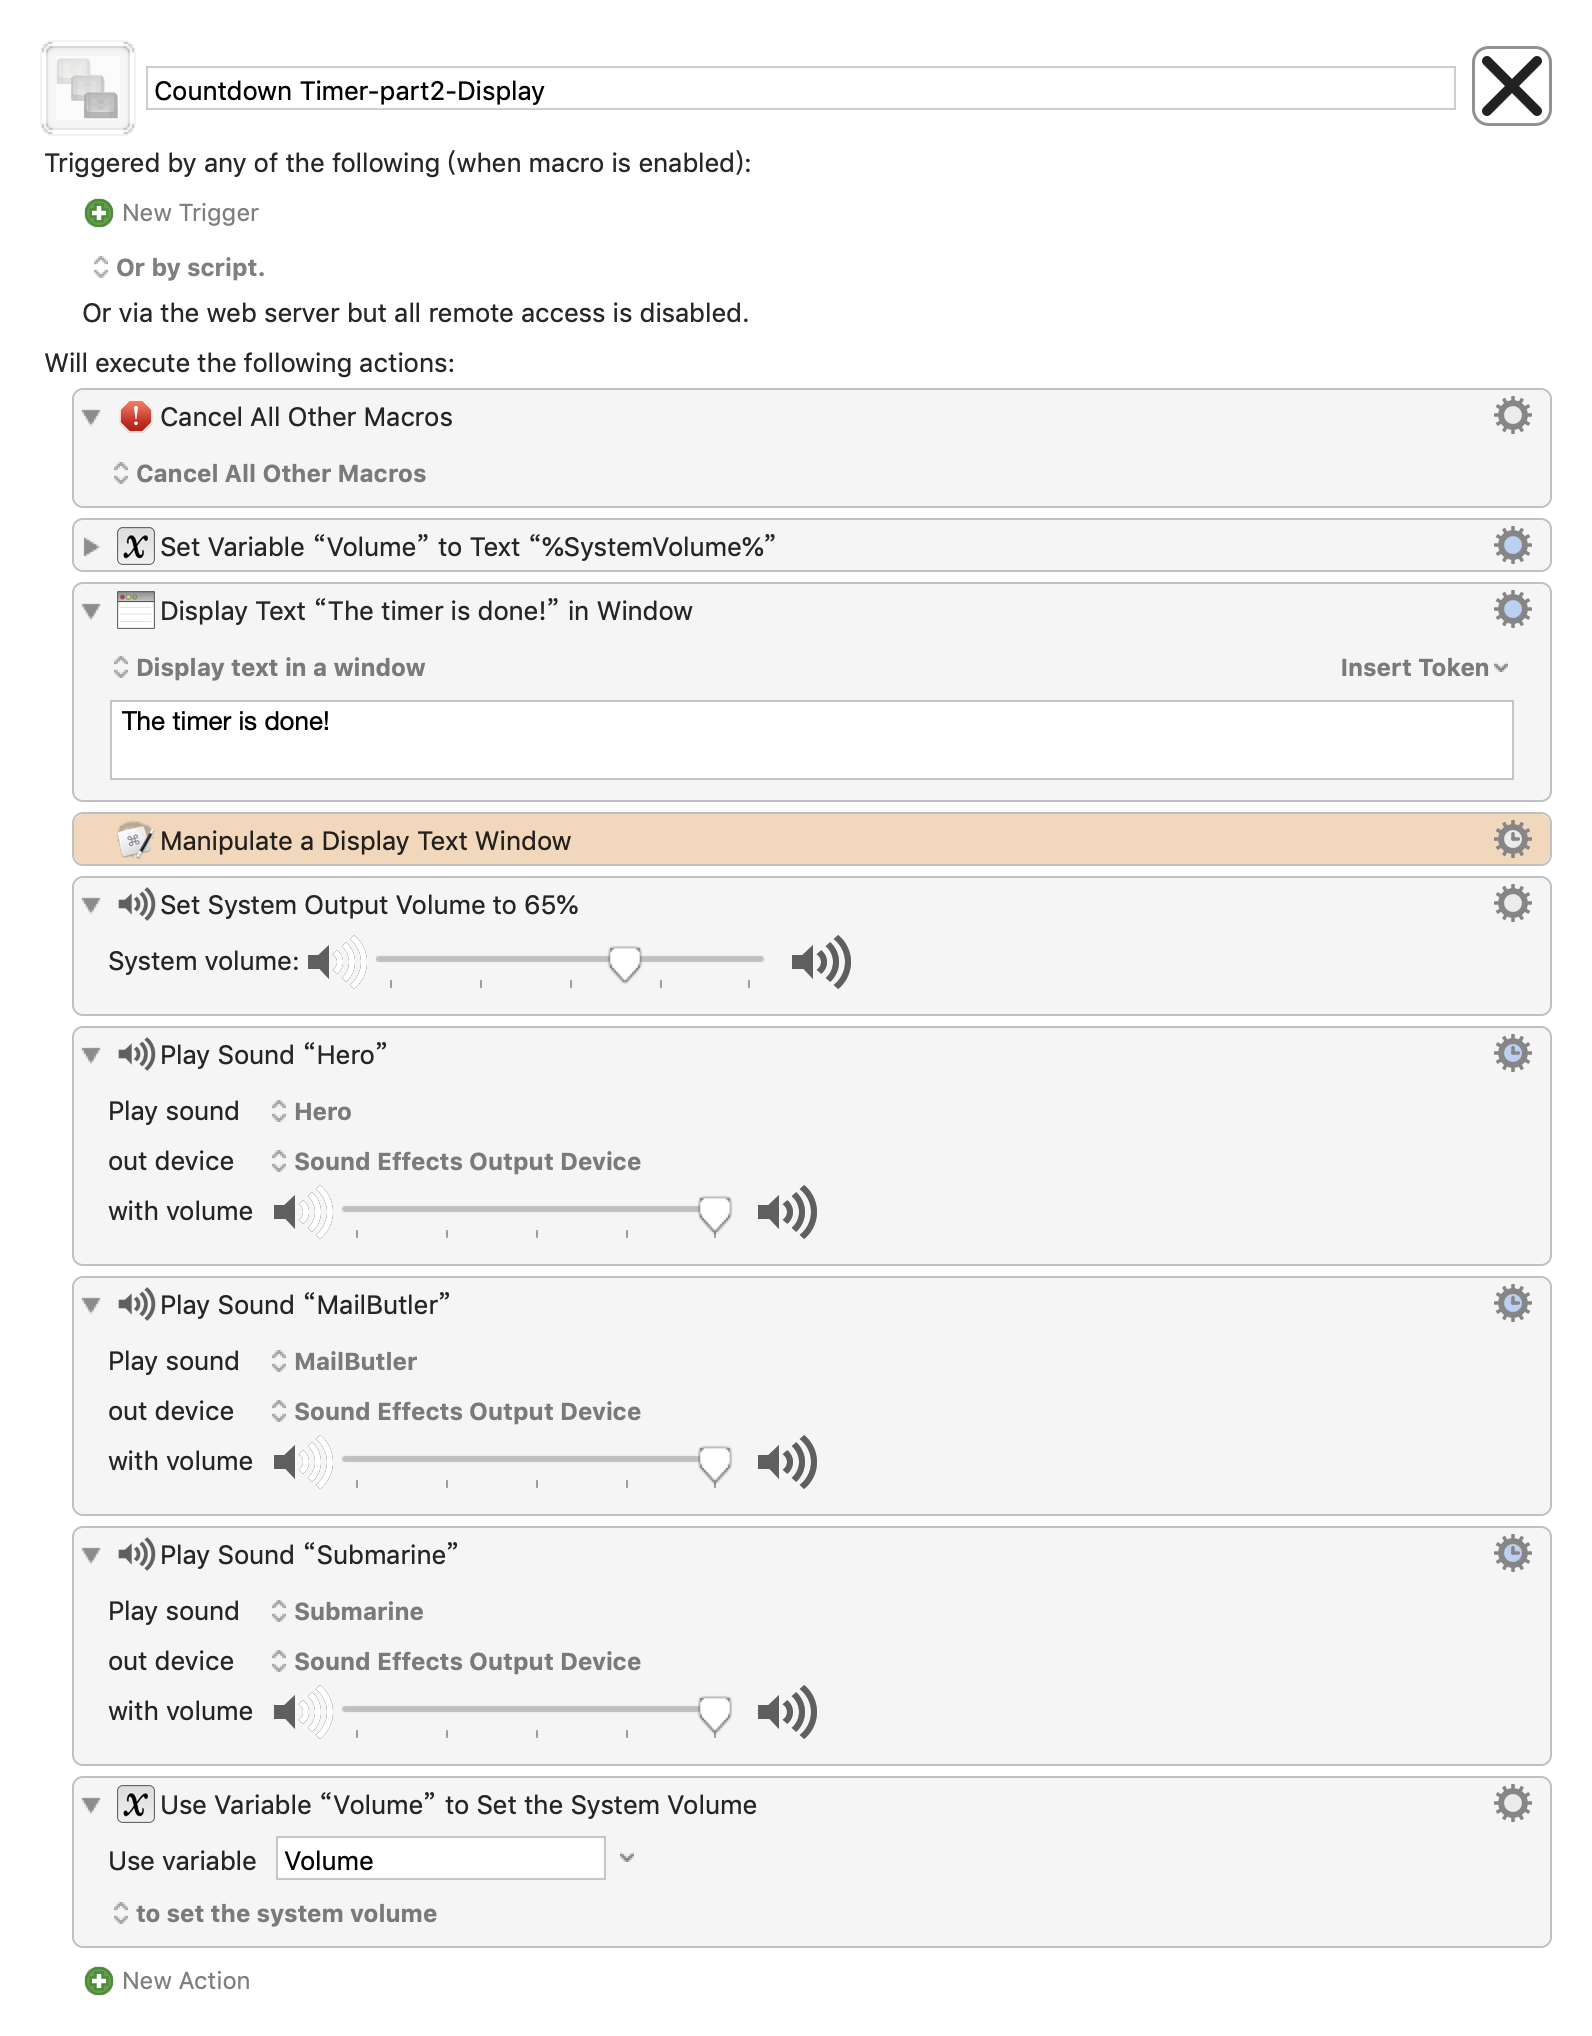 Countdown Timer-part2-Display
Triggered by any of the following (when macro is enabled):
New Trigger
Or by script.
Or via the web server but all remote access is disabled.
Will execute the following actions:
Cancel All Other Macros
Cancel All Other Macros
Set Variable “Volume” to Text “%SystemVolume%”
Display Text “The timer is done!” in Window
Display text in a window Insert Token
The timer is done!
Manipulate a Display Text Window
Set System Output Volume to 65%
System volume:
Play Sound “Hero”
Play sound Hero
out device Sound Effects Output Device
with volume
Play Sound “MailButler”
Play sound MailButler
out device Sound Effects Output Device
with volume
Play Sound “Submarine”
Play sound Submarine
out device Sound Effects Output Device
with volume
Use Variable “Volume” to Set the System Volume
Use variable Volume
to set the system volume
New Action